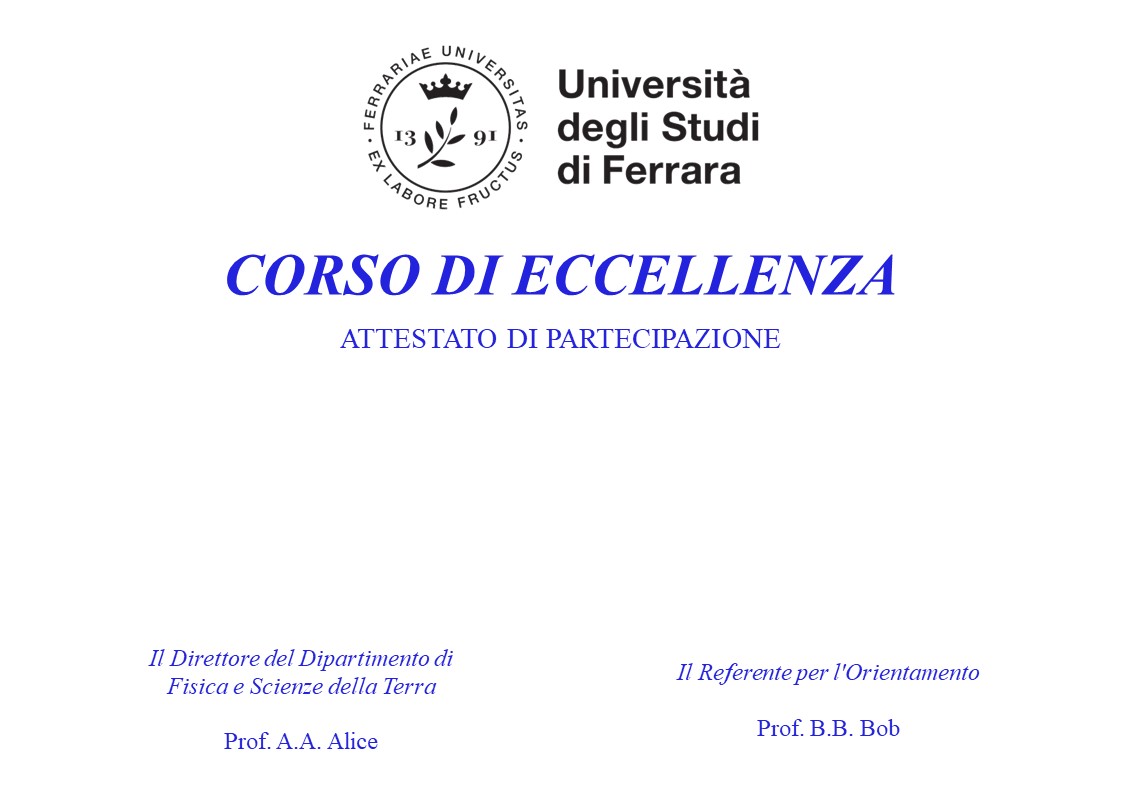 FERRARIAE UNIVERSITAS
13 91
EX LABORE FRUCTUS
Università
degli Studi
di Ferrara
CORSO DI ECCELLENZA
ATTESTATO DI PARTECIPAZIONE
Il Direttore del Dipartimento di
Fisica e Scienze della Terra
Prof. A.A. Alice
Il Referente per l'Orientamento
Prof. B.B. Bob